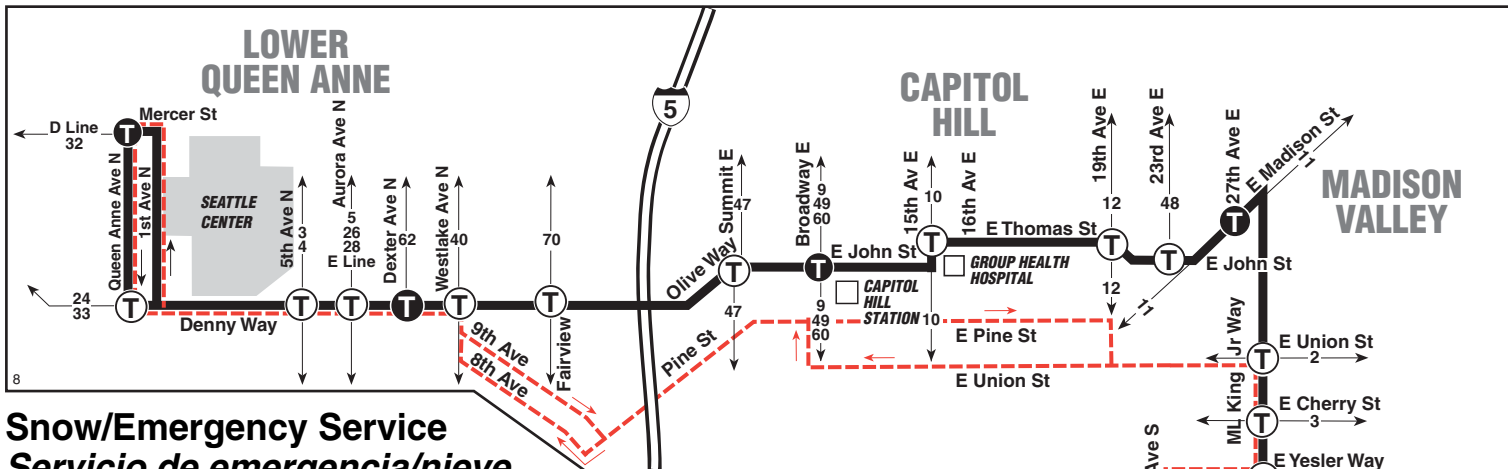 LOWER
QUEEN ANNE
CAPITOL
HILL
MADISON
VALLEY
5
D Line
32
T
Mercer St
Queen Anne Ave N
1st Ave N
SEATTLE
CENTER
24
33
T
Denny Way
5th Ave N
3
4
T
Aurora Ave N
5
26
28
E Line
T
Dexter Ave N
62
T
Westlake Ave N
40
T
70
T
Fairview
9th Ave
8th Ave
Pine St
Olive Way
Summit E
47
T
47
Broadway E
9
49
60
T
9
49
60
E John St
CAPITOL
HILL
STATION
15th Av E
10
T
10
16th Av E
GROUP HEALTH
HOSPITAL
E Thomas St
19th Ave E
12
T
12
23rd Ave E
48
T
27th Ave E
T
E John St
11
E Madison St
11
E Pine St
E Union St
Jr Way
ML King
T
E Union St
2
T
E Cherry St
3
T
E Yesler Way
Ave S
8
Snow/Emergency Service
Servicio de emergencia/nieve